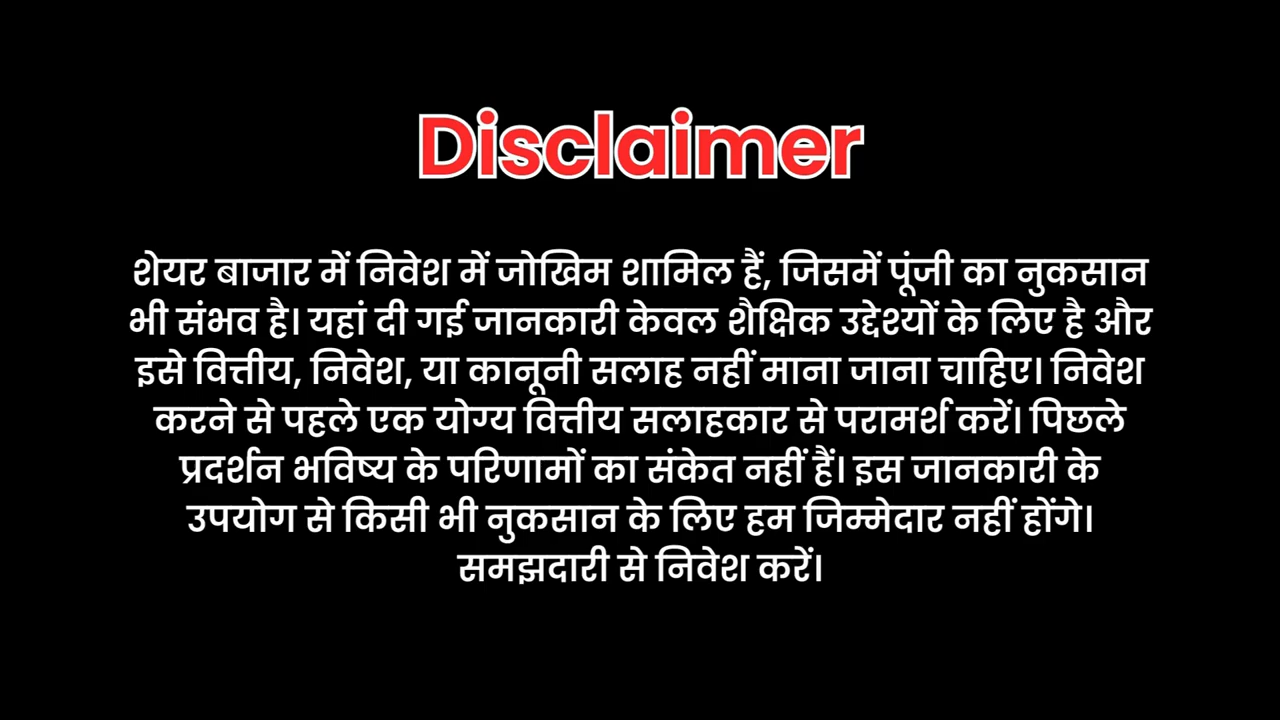 Disclaimer
शेयर बाजार में निवेश में जोखिम शामिल हैं, जिसमें पूंजी का नुकसान
भी संभव है। यहां दी गई जानकारी केवल शैक्षिक उद्देश्यों के लिए है और
इसे वित्तीय, निवेश, या कानूनी सलाह नहीं माना जाना चाहिए। निवेश
करने से पहले एक योग्य वित्तीय सलाहकार से परामर्श करें। पिछले
प्रदर्शन भविष्य के परिणामों का संकेत नहीं हैं। इस जानकारी के
उपयोग से किसी भी नुकसान के लिए हम जिम्मेदार नहीं होंगे।
समझदारी से निवेश करें।